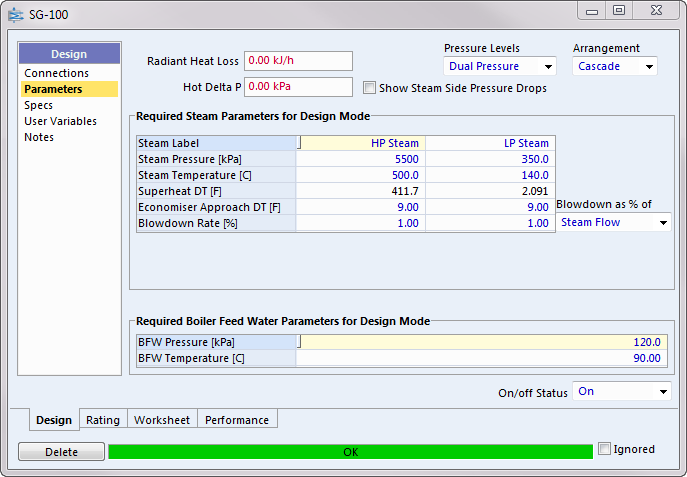 SG-100
Design
Connections
Parameters
Specs
User Variables
Notes
Radiant Heat Loss 0.00 kJ/h
Hot Delta P 0.00 kPa
Pressure Levels
Dual Pressure
Arrangement
Cascade
Show Steam Side Pressure Drops
Required Steam Parameters for Design Mode
Steam Label HP Steam LP Steam
Steam Pressure [kPa] 5500 350.0
Steam Temperature [C] 500.0 140.0
Superheat DT [F] 411.7 2.091
Economiser Approach DT [F] 9.00 9.00
Blowdown Rate [%] 1.00 1.00
Blowdown as % of
Steam Flow
Required Boiler Feed Water Parameters for Design Mode
BFW Pressure [kPa] 120.0
BFW Temperature [C] 90.00
On/off Status On
Design Rating Worksheet Performance
Delete OK Ignored